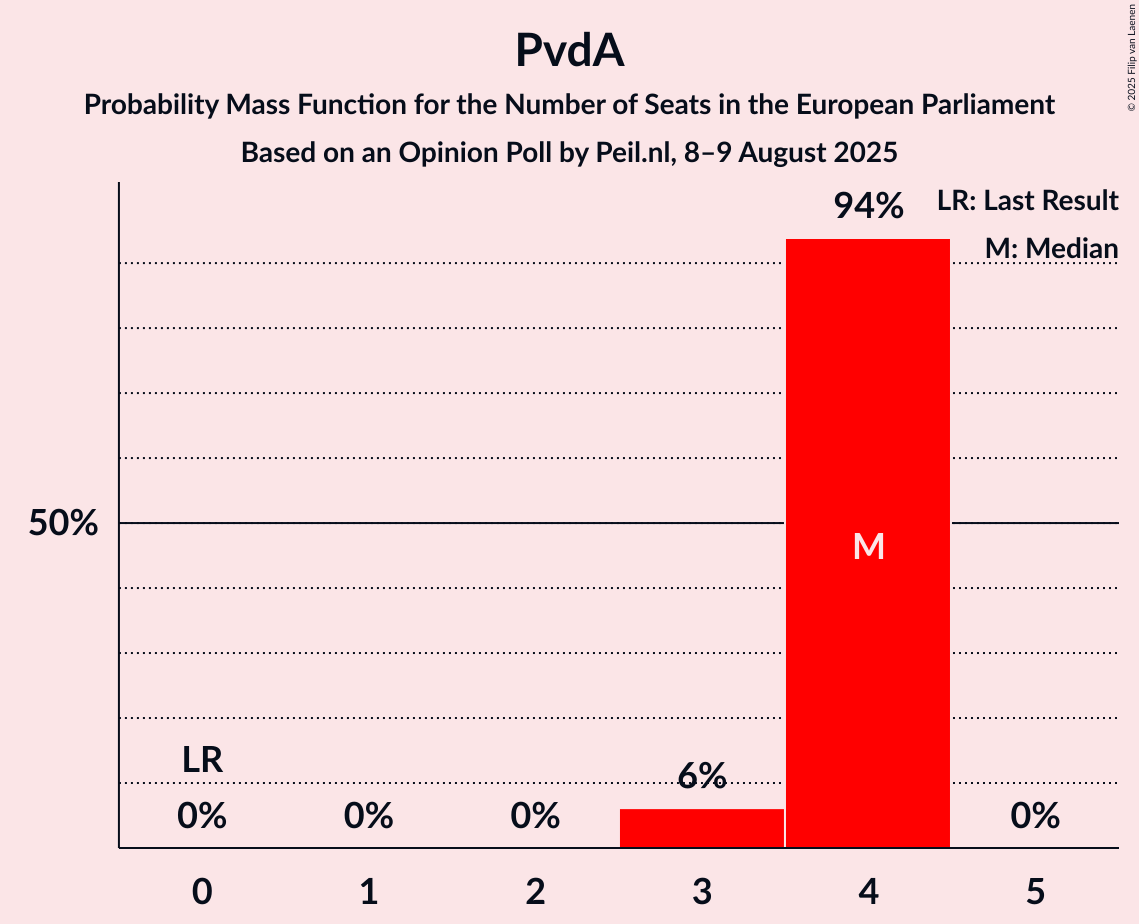 PvdA
Probability Mass Function for the Number of Seats in the European Parliament
Based on an Opinion Poll by Peil.nl, 8–9 August 2025
© 2025 Filip van Laenen
LR: Last Result
M: Median
94%
50%
M
LR
6%
0% 0% 0% 0%
0 1 2 3 4 5